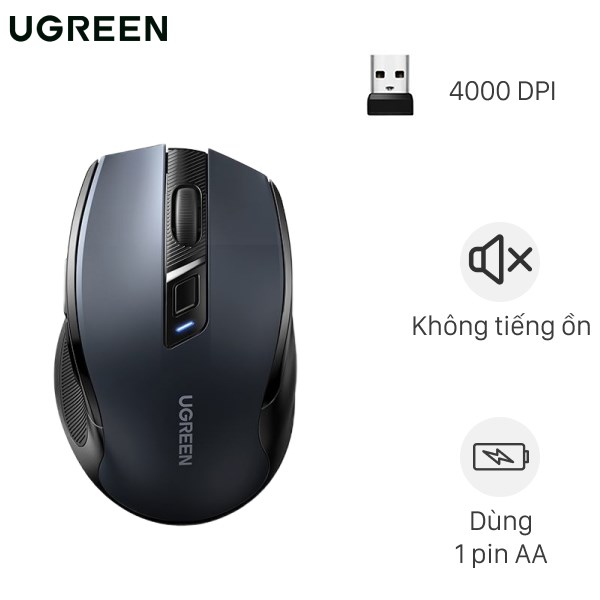 UGREEN
4000 DPI
Không tiếng ồn
UGREEN
Dùng
1 pin AA